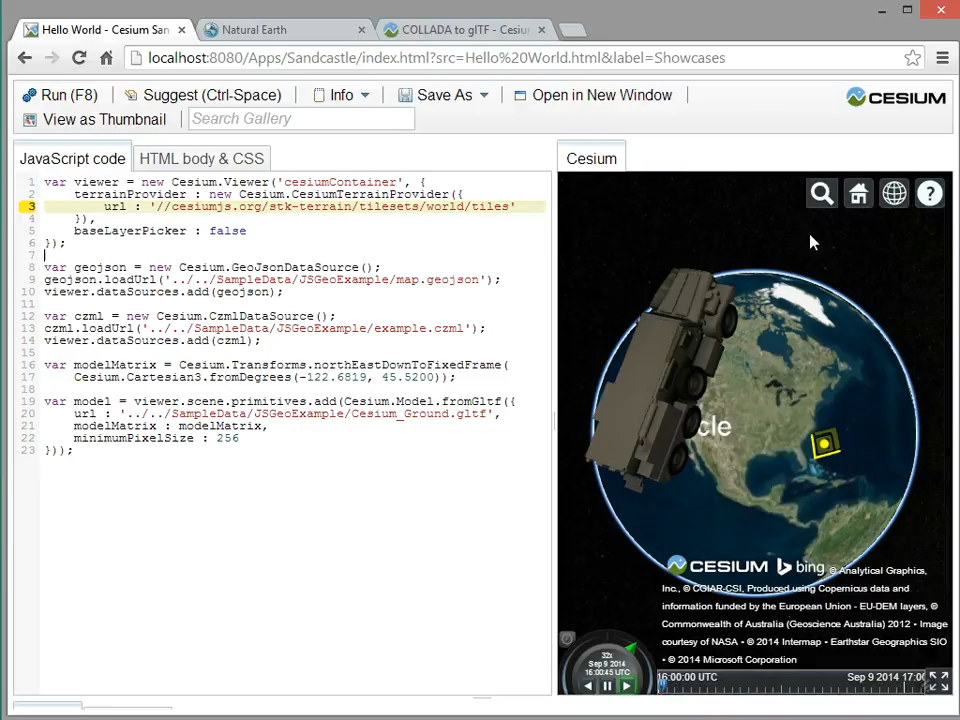 Hello World - Cesium San
Natural Earth
COLLADA to glTF - Cesiu
localhost:8080/Apps/Sandcastle/index.html?src=Hello World.html&label=Showcases
Run (F8)
Suggest (Ctrl-Space)
Info
Save As
Open in New Window
CESIUM
View as Thumbnail
Search Gallery
JavaScript code
HTML body & CSS
Cesium
1 var viewer = new Cesium.Viewer('cesiumContainer', {
2 terrainProvider : new Cesium.CesiumTerrainProvider({
3 url : '//cesiumjs.org/stk-terrain/tilesets/world/tiles'
4 }),
5 baseLayerPicker : false
6 });
7
8 var geojson = new Cesium.GeoJsonDataSource();
9 geojson.loadUrl('../../SampleData/JSGeoExample/map.geojson');
10 viewer.dataSources.add(geojson);
11
12 var czml = new Cesium.CzmlDataSource();
13 czml.loadUrl('../../SampleData/JSGeoExample/example.czml');
14 viewer.dataSources.add(czml);
15
16 var modelMatrix = Cesium.Transforms.northEastDownToFixedFrame(
17 Cesium.Cartesian3.fromDegrees(-122.6819, 45.5200));
18
19 var model = viewer.scene.primitives.add(Cesium.Model.fromGltf({
20 url : '../../SampleData/JSGeoExample/Cesium_Ground.gltf',
21 modelMatrix : modelMatrix,
22 minimumPixelSize : 256
23 }));
?
cle
CESIUM bing © Analytical Graphics,
Inc., © CGIAR-CSI, Produced using Copernicus data and
information funded by the European Union - EU-DEM layers, ©
Commonwealth of Australia (Geoscience Australia) 2012 • Image
courtesy of NASA • © 2014 Intermap • Earthstar Geographics SIO
• © 2014 Microsoft Corporation
32x
Sep 9 2014
16:00:45 UTC
16:00:00 UTC
Sep 9 2014 17:00